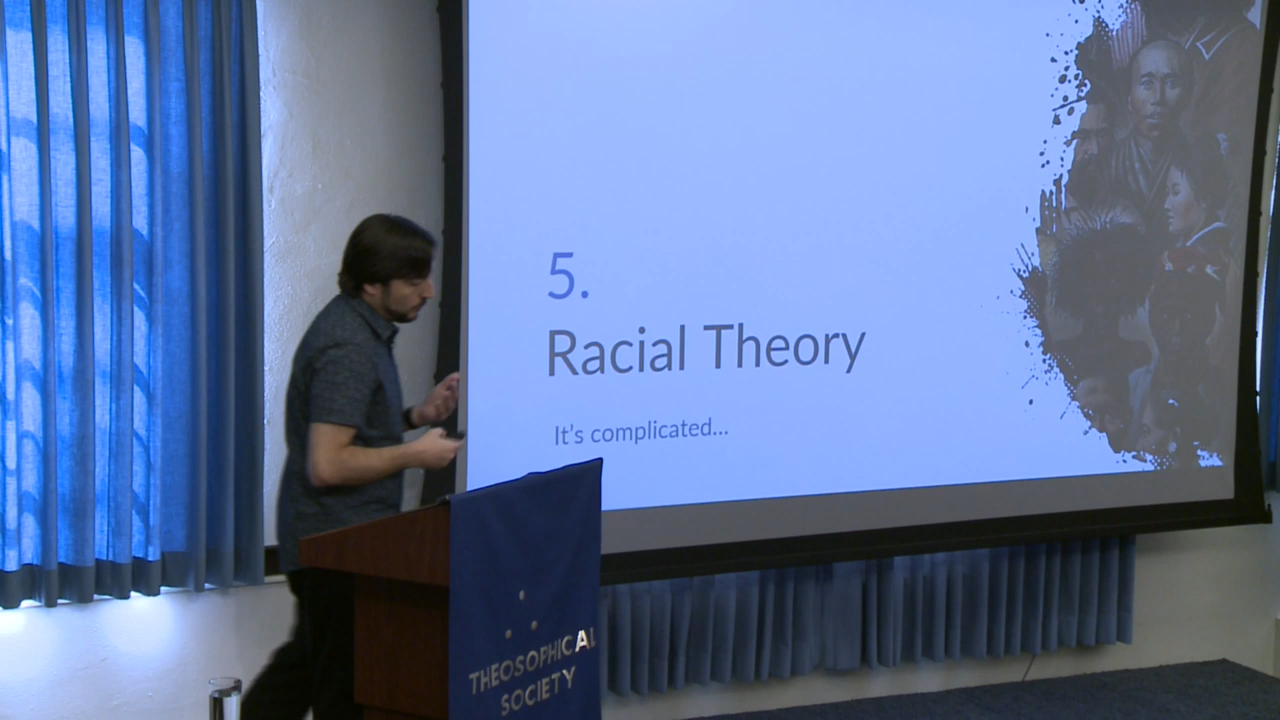 5.
Racial Theory
It's complicated...
THEOSOPHICAL
SOCIETY